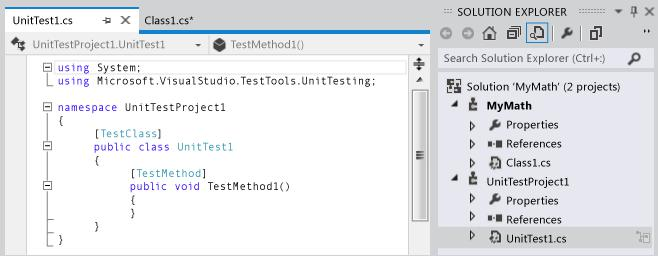 UnitTest1.cs
Class1.cs*
UnitTestProject1.UnitTest1
TestMethod1()
using System;
using Microsoft.VisualStudio.TestTools.UnitTesting;
namespace UnitTestProject1
{
[TestClass]
public class UnitTest1
{
[TestMethod]
public void TestMethod1()
{
}
}
}
SOLUTION EXPLORER
Search Solution Explorer (Ctrl+:)
Solution 'MyMath' (2 projects)
MyMath
Properties
References
Class1.cs
UnitTestProject1
Properties
References
UnitTest1.cs